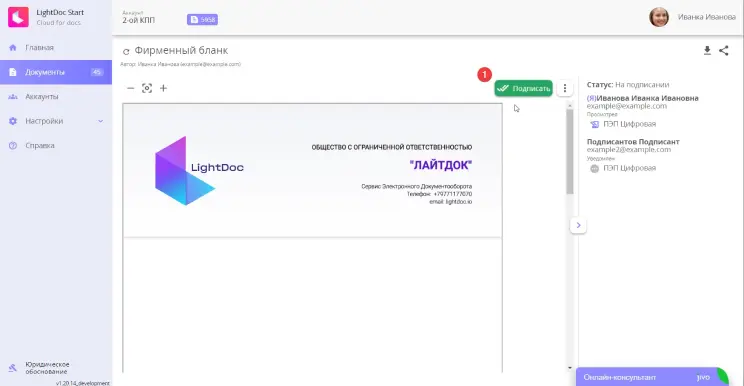 LightDoc Start
Cloud for docs
Аккаунт
2-ой КПП
5858
Иванка Иванова
Главная
Документы
45
Аккаунты
Настройки
Справка
Фирменный бланк
Автор: Иванка Иванова (example@example.com)
1
Подписать
ОБЩЕСТВО С ОГРАНИЧЕННОЙ ОТВЕТСТВЕННОСТЬЮ
"ЛАЙТДОК"
LightDoc
Сервис Электронного Документооборота
Телефон: +79771177070
email: lightdoc.io
Статус: На подписании
(Я)Иванова Иванка Ивановна
example@example.com
Просмотрел
ПЭП Цифровая
Подписантов Подписант
example2@example.com
Уведомлен
ПЭП Цифровая
Юридическое
обоснование
v1.20.14_development
Онлайн-консультант
jivo